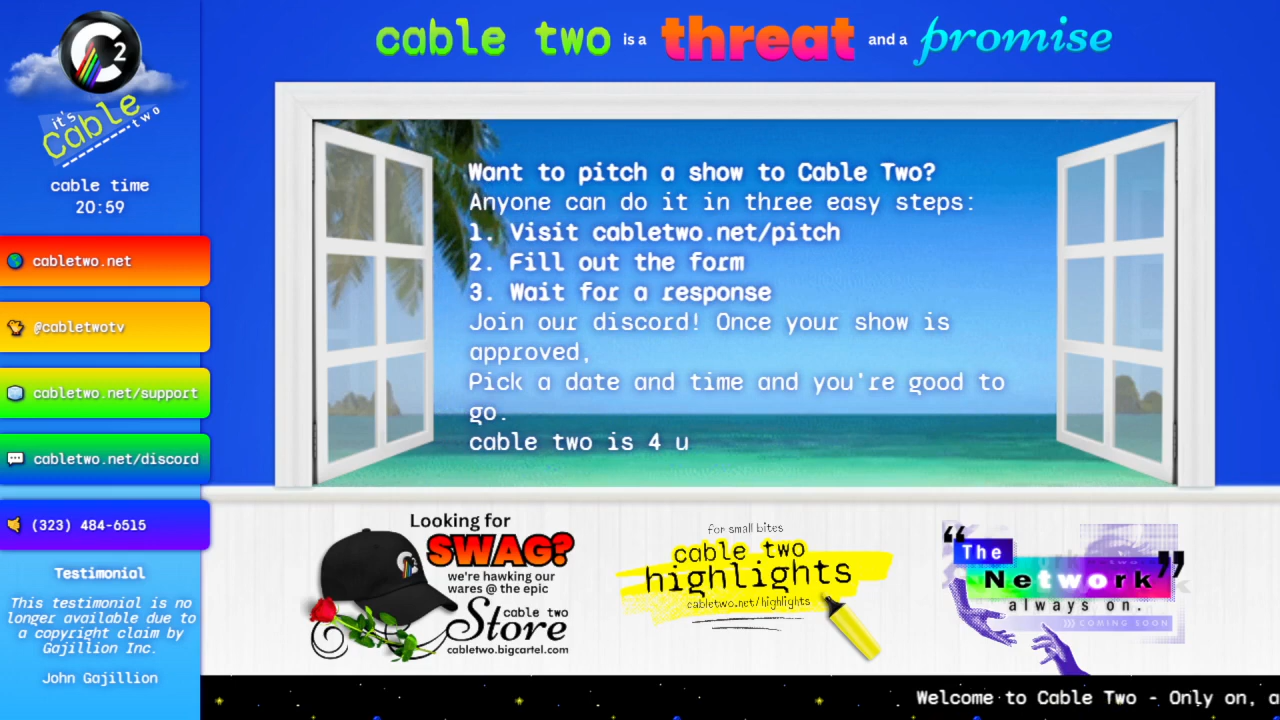 C2
it's
cable
two
cable time
20:59
cabletwo.net
@cabletwotv
cabletwo.net/support
cabletwo.net/discord
(323) 484-6515
Testimonial
This testimonial is no
longer available due to
a copyright claim by
Gajillion Inc.
John Gajillion
cable two is a threat and a promise
Want to pitch a show to Cable Two?
Anyone can do it in three easy steps:
1. Visit cabletwo.net/pitch
2. Fill out the form
3. Wait for a response
Join our discord! Once your show is
approved,
Pick a date and time and you're good to
go.
cable two is 4 u
Looking for
SWAG?
we're hawking our
wares @ the epic
cable two
Store
cabletwo.bigcartel.com
for small bites
cable two
highlights
cabletwo.net/highlights
“The
Network”
always on.
》》》COMING SOON
Welcome to Cable Two - Only on, a